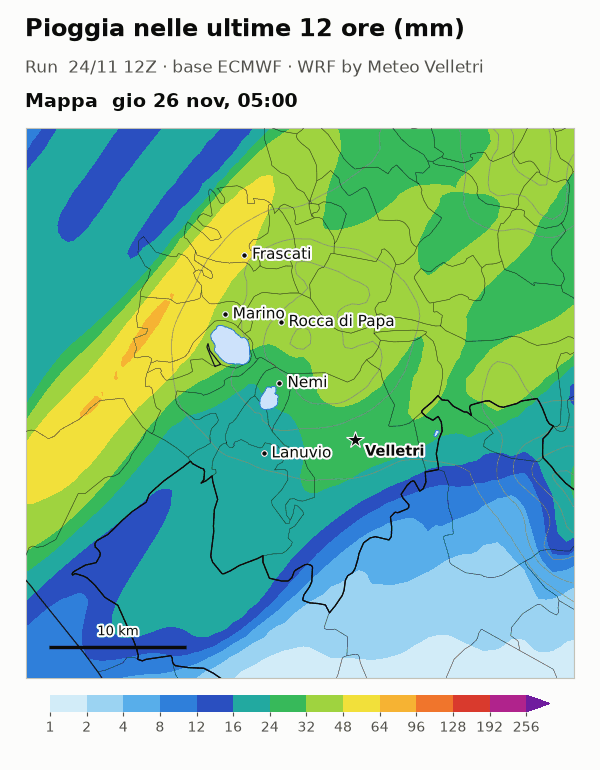 Pioggia nelle ultime 12 ore (mm)
Run  24/11 12Z · base ECMWF · WRF by Meteo Velletri
Mappa  gio 26 nov, 05:00
Frascati
Marino
Rocca di Papa
Nemi
Velletri
Lanuvio
10 km
1 2 4 8 12 16 24 32 48 64 96 128 192 256